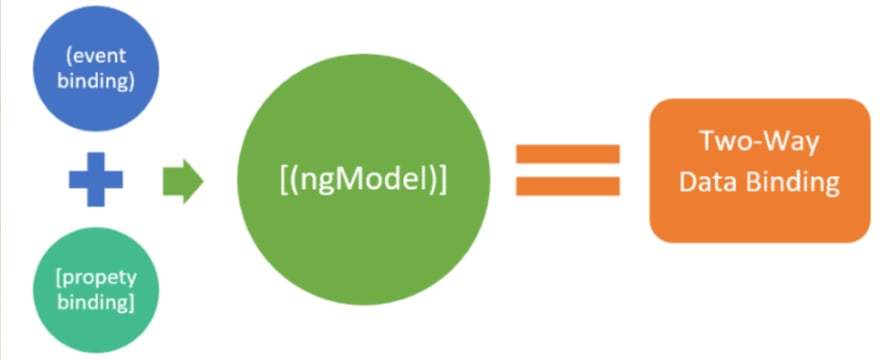 (event
binding)
[propety
binding]
[(ngModel)]
Two-Way
Data Binding